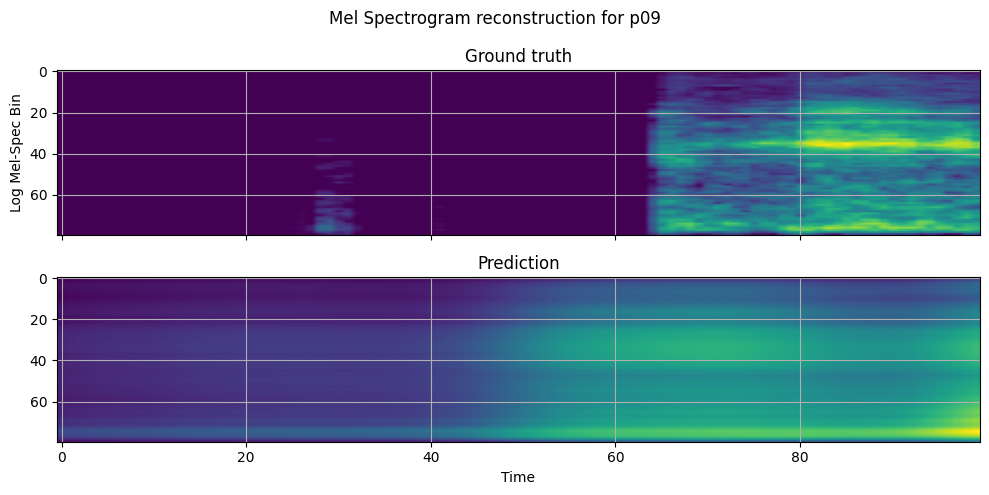 Mel Spectrogram reconstruction for p09
Ground truth
Log Mel-Spec Bin
0
20
40
60
Prediction
0
20
40
60
0 20 40 60 80
Time